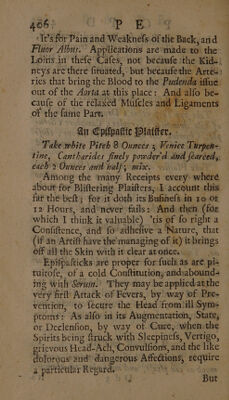 406 P E
It's for Pain and Weakness of the Back, and
Fluor Albus. Applications are made to the
Loins in these Cases, not because the Kid-
neys are there situated, but because the Arte-
ries that bring the Blood to the Pudenda issue
out of the Aorta at this place: And also be-
cause of the relaxed Muscles and Ligaments
of the same Part.
An Epispastic Plaister.
Take white Pitch 8 Ounces; Venice Turpen-
tine, Cantharides finely powder'd and searced,
each 2 Ounces and half; mix.
Among the many Receipts every where
about for Blistering Plaisters, I account this
far the best; for it doth its Business in 10 or
12 Hours, and never fails: And then (for
which I think it valuable) 'tis of so right a
Consistence, and so adhesive a Nature, that
(if an Artist have the managing of it) it brings
off all the Skin with it clear at once.
Epispasticks are proper for such as are pi-
tuitose, of a cold Constitution, and abound-
ing with Serum. They may be applied at the
very first Attack of Fevers, by way of Pre-
vention, to secure the Head from ill Sym-
ptoms: As also in its Augmentation, State,
or Declension, by way of Cure, when the
Spirits being struck with Sleepiness, Vertigo,
grievous Head-Ach, Convulsions, and the like
dolorous and dangerous Affections, require
a particular Regard.
But